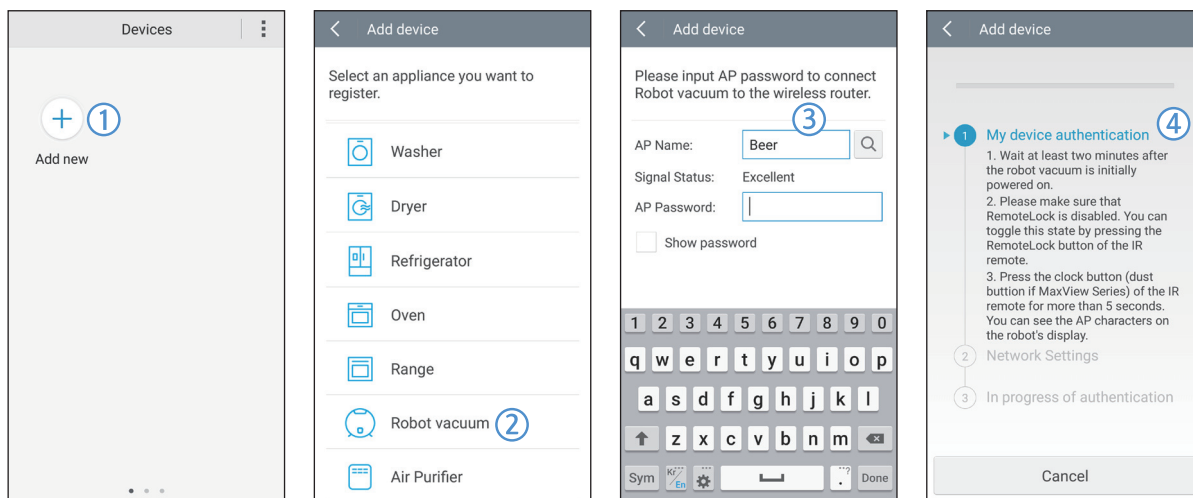 Devices
+ ①
Add new
Add device
Select an appliance you want to
register.
Washer
Dryer
Refrigerator
Oven
Range
Robot vacuum ②
Air Purifier
Add device
Please input AP password to connect
Robot vacuum to the wireless router.
③
AP Name: Beer
Signal Status: Excellent
AP Password:
Show password
1 2 3 4 5 6 7 8 9 0
q w e r t y u i o p
a s d f g h j k l
z x c v b n m
Sym Kr/En . ...? Done
Add device
④
1 My device authentication
1. Wait at least two minutes after
the robot vacuum is initially
powered on.
2. Please make sure that
RemoteLock is disabled. You can
toggle this state by pressing the
RemoteLock button of the IR
remote.
3. Press the clock button (dust
buttion if MaxView Series) of the IR
remote for more than 5 seconds.
You can see the AP characters on
the robot's display.
2 Network Settings
3 In progress of authentication
Cancel